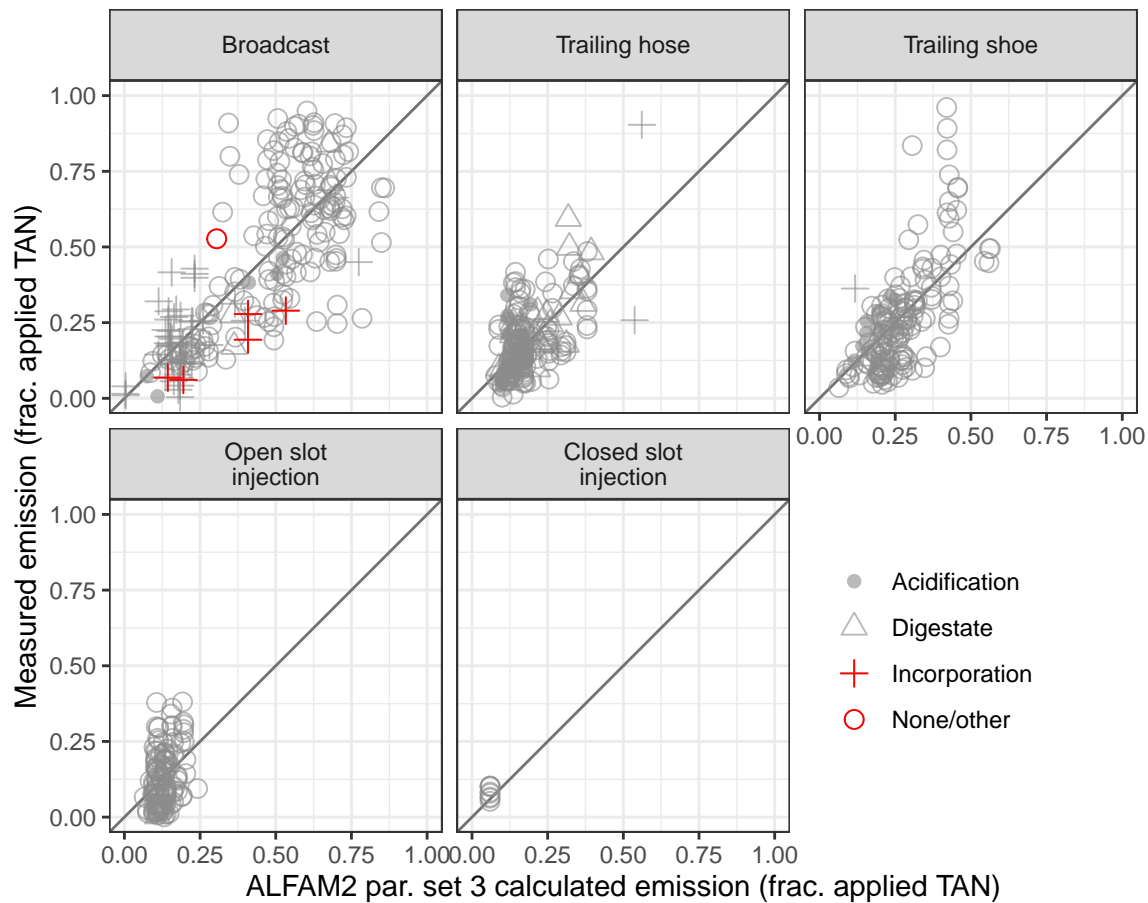 Broadcast
Trailing hose
Trailing shoe
1.00
0.75
0.50
0.25
0.00
0.00 0.25 0.50 0.75 1.00
Open slot
injection
Closed slot
injection
1.00
0.75
0.50
0.25
0.00
0.00 0.25 0.50 0.75 1.00
0.00 0.25 0.50 0.75 1.00
Measured emission (frac. applied TAN)
ALFAM2 par. set 3 calculated emission (frac. applied TAN)
Acidification
Digestate
Incorporation
None/other